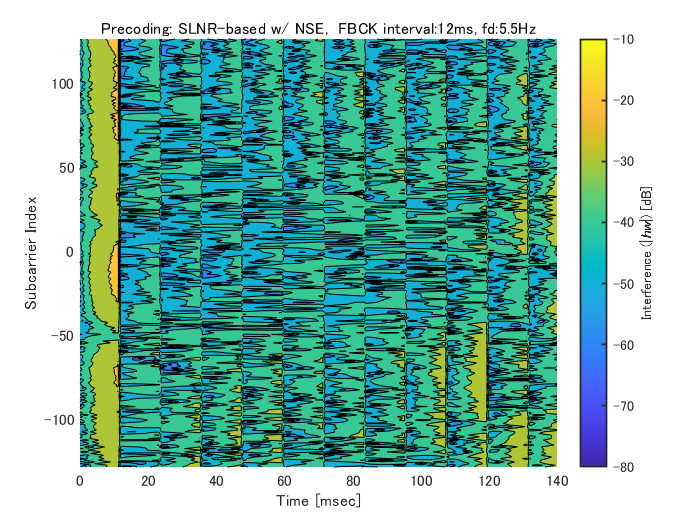 Precoding: SLNR-based w/ NSE, FBCK interval:12ms, fd:5.5Hz
100
50
0
-50
-100
Subcarrier Index
0 20 40 60 80 100 120 140
Time [msec]
-10
-20
-30
-40
-50
-60
-70
-80
Interference (|hw|) [dB]